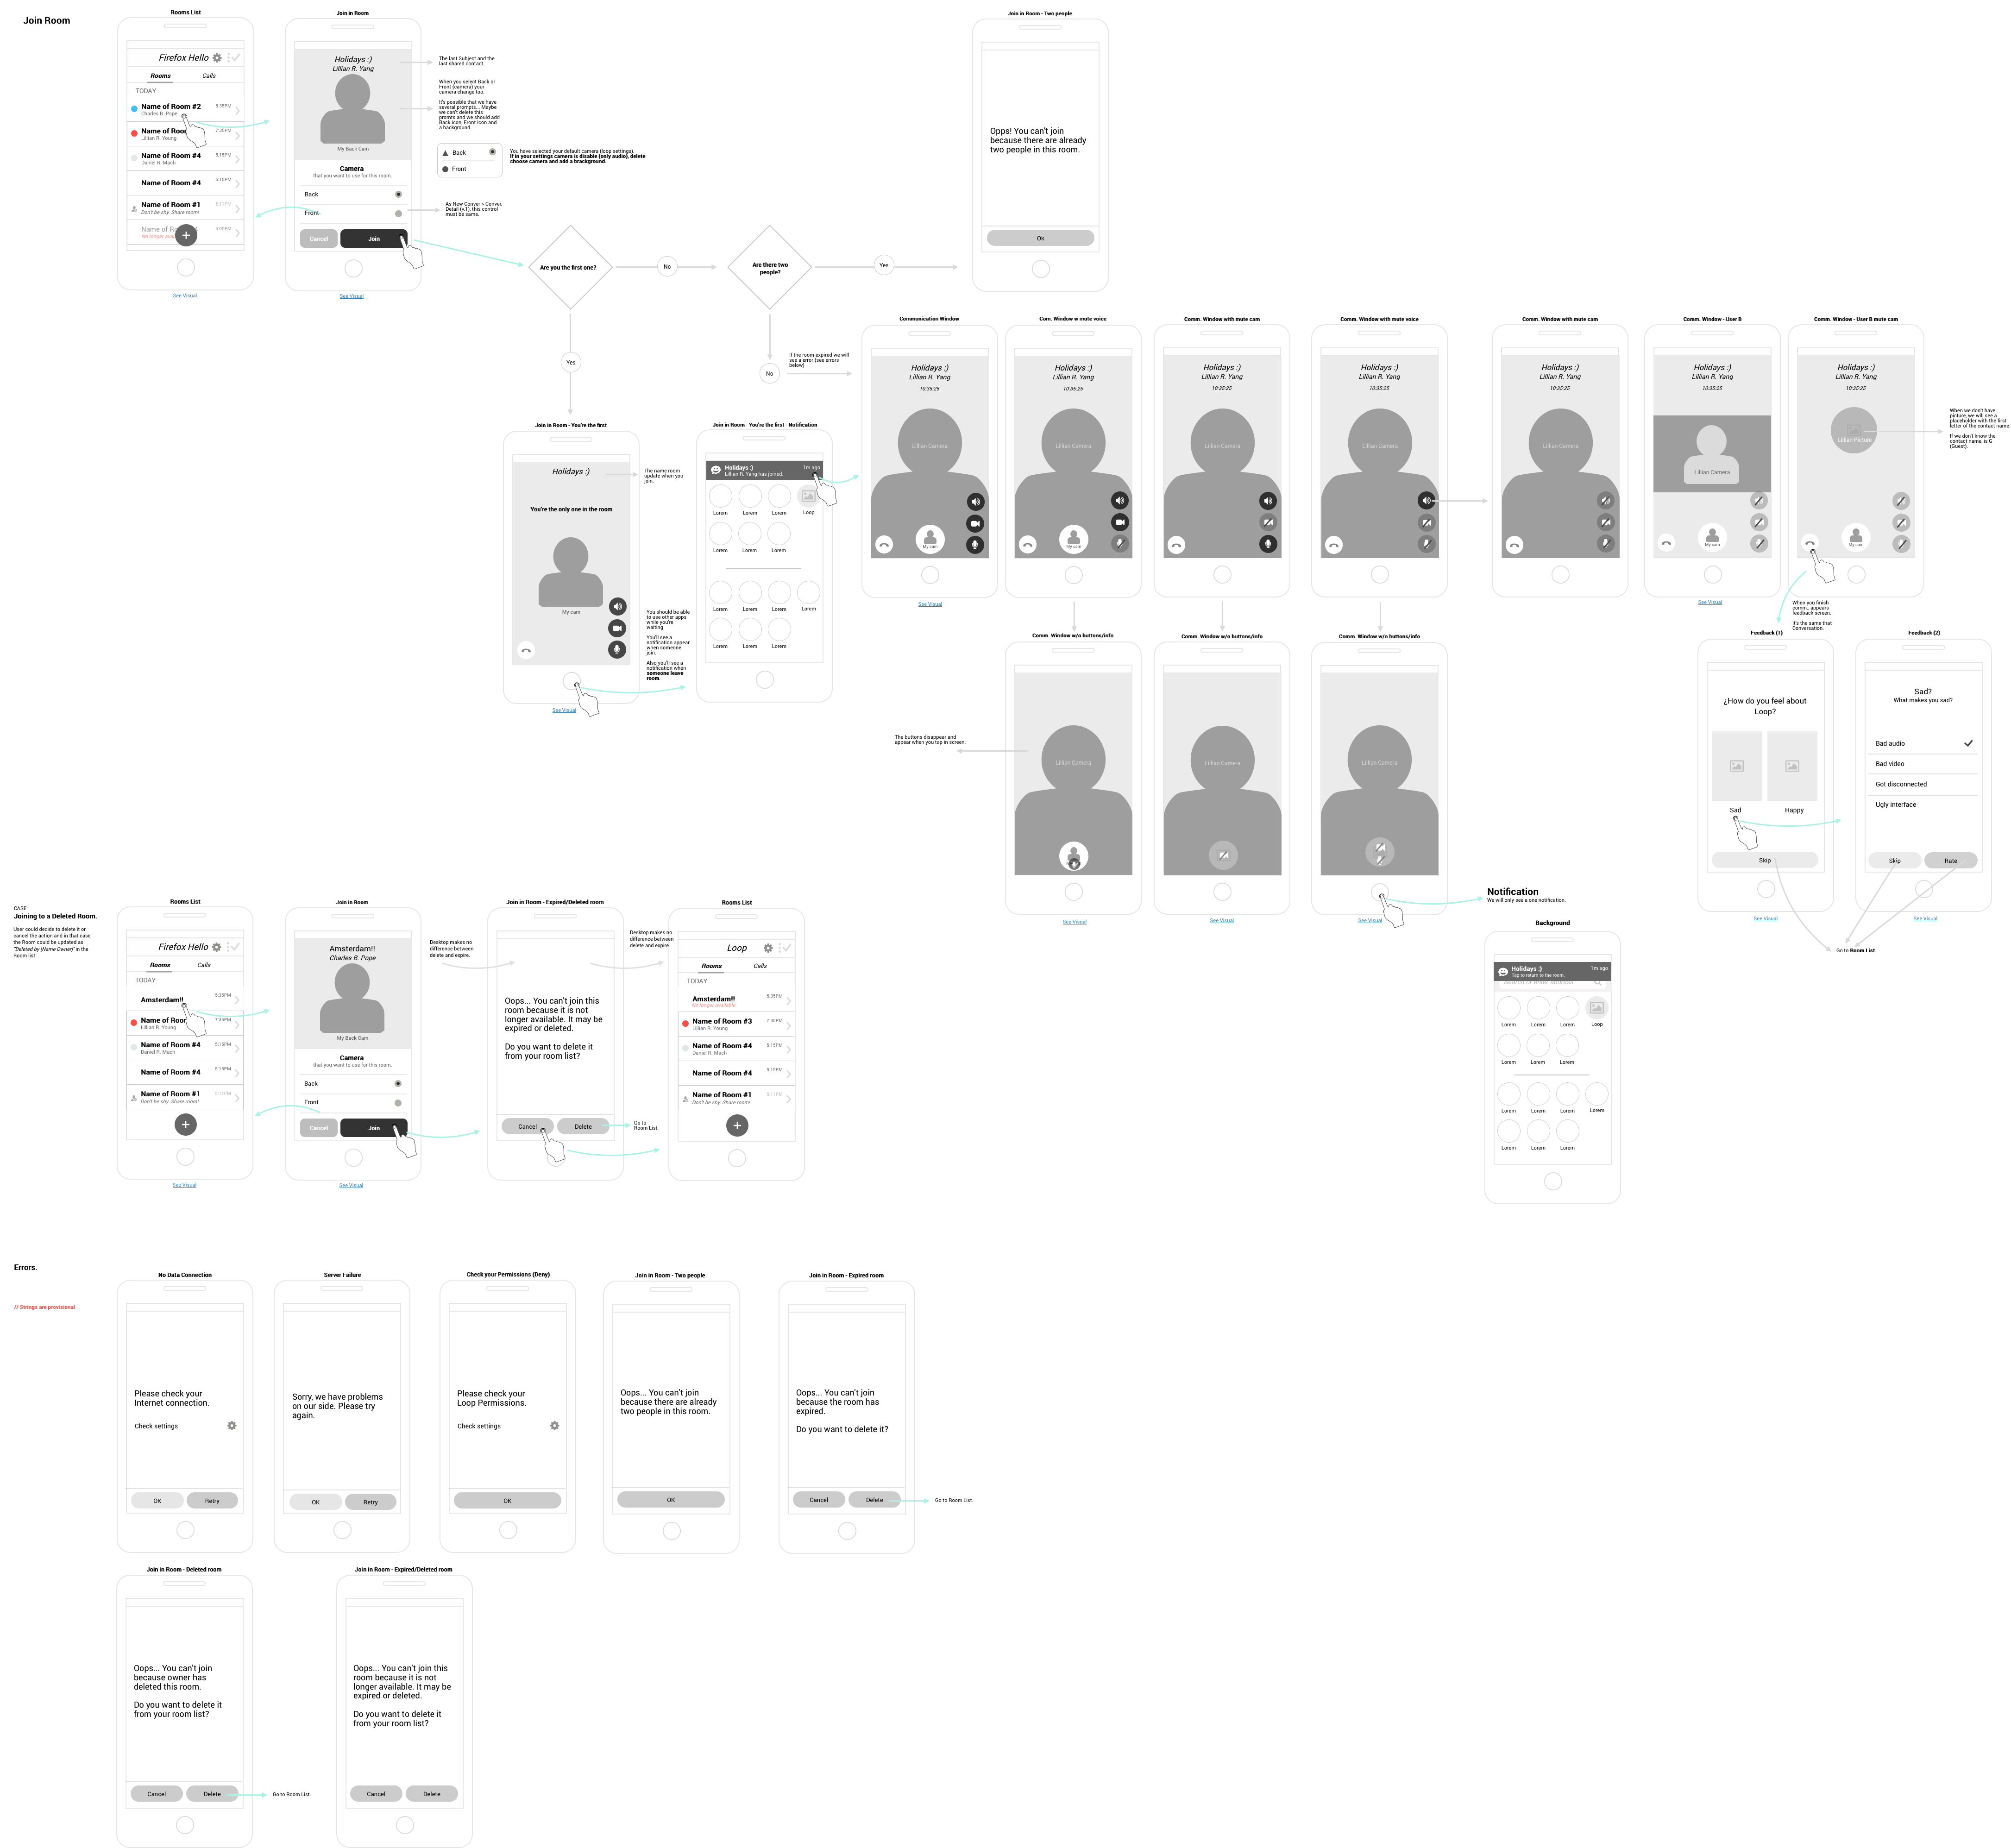 Join Room
Rooms List
Firefox Hello
Rooms
Calls
TODAY
Name of Room #2
5:35PM
Charles B. Pope
Name of Roor
7:39PM
Lillian R. Young
Name of Room #4
5:15PM
Daniel R. Mach
Name of Room #4
5:15PM
Name of Room #1
5:11PM
Don't be shy. Share room!
Name of Ro
5:05PM
No longer avai
+
See Visual
Join in Room
Holidays :)
Lillian R. Yang
My Back Cam
Camera
that you want to use for this room.
Back
Front
Cancel
Join
See Visual
The last Subject and the
last shared contact.
When you select Back or
Front (camera) your
camera change too.
It's possible that we have
several prompts... Maybe
we can't delete this
promts and we should add
Back icon, Front icon and
a background.
Back
Front
You have selected your default camera (loop settings).
If in your settings camera is disable (only audio), delete
choose camera and add a brackground.
As New Conver > Conver.
Detail (v.1), this control
must be same.
Are you the first one?
No
Are there two
people?
Yes
Join in Room - Two people
Opps! You can't join
because there are already
two people in this room.
Ok
Yes
No
If the room expired we will
see a error (see errors
below)
Join in Room - You're the first
Holidays :)
You're the only one in the room
My cam
See Visual
The name room
update when you
join.
You should be able
to use other apps
while you're
waiting
You'll see a
notification appear
when someone
join.
Also you'll see a
notification when
someone leave
room.
Join in Room - You're the first - Notification
Holidays :)
1m ago
Lillian R. Yang has joined.
Lorem
Lorem
Lorem
Loop
Lorem
Lorem
Lorem
Lorem
Lorem
Lorem
Lorem
Lorem
Lorem
Lorem
Communication Window
Holidays :)
Lillian R. Yang
10:35:25
Lillian Camera
My cam
See Visual
Com. Window w mute voice
Holidays :)
Lillian R. Yang
10:35:25
Lillian Camera
My cam
Comm. Window with mute cam
Holidays :)
Lillian R. Yang
10:35:25
Lillian Camera
Comm. Window with mute voice
Holidays :)
Lillian R. Yang
10:35:25
Lillian Camera
Comm. Window with mute cam
Holidays :)
Lillian R. Yang
10:35:25
Lillian Camera
Comm. Window - User B
Holidays :)
Lillian R. Yang
10:35:25
Lillian Camera
My cam
See Visual
Comm. Window - User B mute cam
Holidays :)
Lillian R. Yang
10:35:25
Lillian Picture
My cam
When we don't have
picture, we will see a
placeholder with the first
letter of the contact name.
If we don't know the
contact name, is G
(Guest).
When you finish
comm., appears
feedback screen.
It's the same that
Conversation.
The buttons disappear and
appear when you tap in screen.
Comm. Window w/o buttons/info
Lillian Camera
See Visual
Comm. Window w/o buttons/info
Lillian Camera
See Visual
Comm. Window w/o buttons/info
Lillian Camera
See Visual
Feedback (1)
¿How do you feel about
Loop?
Sad
Happy
Skip
See Visual
Feedback (2)
Sad?
What makes you sad?
Bad audio
Bad video
Got disconnected
Ugly interface
Skip
Rate
See Visual
Go to Room List.
Notification
We will only see a one notification.
Background
Holidays :)
1m ago
Tap to return to the room.
Search or enter address
Lorem
Lorem
Lorem
Loop
Lorem
Lorem
Lorem
Lorem
Lorem
Lorem
Lorem
Lorem
Lorem
Lorem
CASE:
Joining to a Deleted Room.
User could decide to delete it or
cancel the action and in that case
the Room could be updated as
"Deleted by [Name Owner]" in the
Room list.
Rooms List
Firefox Hello
Rooms
Calls
TODAY
Amsterdam!!
5:35PM
Name of Roor
7:39PM
Lillian R. Young
Name of Room #4
5:15PM
Daniel R. Mach
Name of Room #4
5:15PM
Name of Room #1
5:11PM
Don't be shy. Share room!
+
See Visual
Join in Room
Amsterdam!!
Charles B. Pope
My Back Cam
Camera
that you want to use for this room.
Back
Front
Cancel
Join
See Visual
Desktop makes no
difference between
delete and expire.
Join in Room - Expired/Deleted room
Oops... You can't join this
room because it is not
longer available. It may be
expired or deleted.
Do you want to delete it
from your room list?
Cancel
Delete
Go to
Room List.
Desktop makes no
difference between
delete and expire.
Rooms List
Loop
Rooms
Calls
TODAY
Amsterdam!!
5:35PM
No longer available
Name of Room #3
7:39PM
Lillian R. Young
Name of Room #4
5:15PM
Daniel R. Mach
Name of Room #4
5:15PM
Name of Room #1
5:11PM
Don't be shy. Share room!
+
Errors.
// Strings are provisional
No Data Connection
Please check your
Internet connection.
Check settings
OK
Retry
Server Failure
Sorry, we have problems
on our side. Please try
again.
OK
Retry
Check your Permissions (Deny)
Please check your
Loop Permissions.
Check settings
OK
Join in Room - Two people
Oops... You can't join
because there are already
two people in this room.
OK
Join in Room - Expired room
Oops... You can't join
because the room has
expired.
Do you want to delete it?
Cancel
Delete
Go to Room List.
Join in Room - Deleted room
Oops... You can't join
because owner has
deleted this room.
Do you want to delete it
from your room list?
Cancel
Delete
Go to Room List.
Join in Room - Expired/Deleted room
Oops... You can't join this
room because it is not
longer available. It may be
expired or deleted.
Do you want to delete it
from your room list?
Cancel
Delete